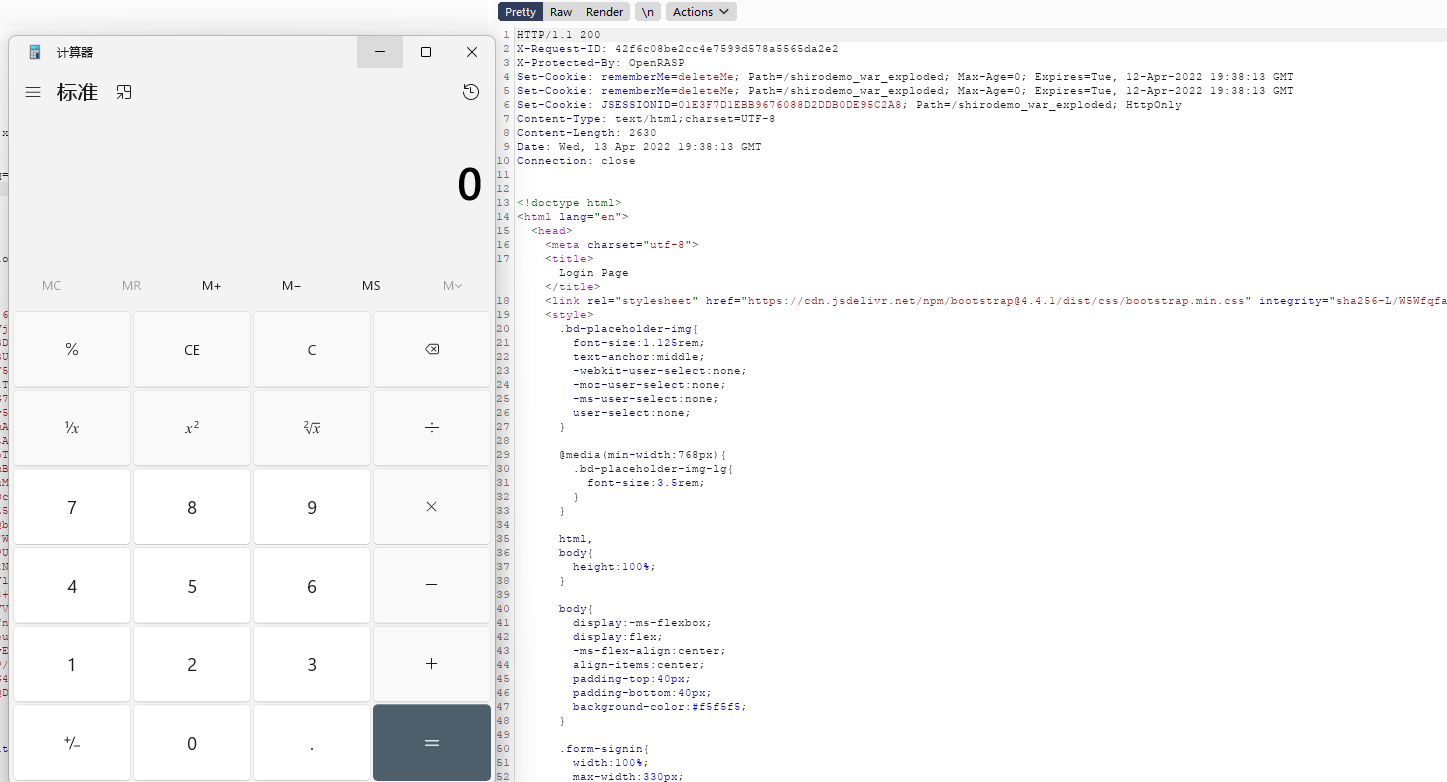 计算器
标准
0
MC MR M+ M− MS M
% CE C
¹⁄x x² ²√x ÷
7 8 9 ×
4 5 6 −
1 2 3 +
+/− 0 . =
Pretty Raw Render \n Actions
1 HTTP/1.1 200
2 X-Request-ID: 42f6c08be2cc4e7599d578a5565da2e2
3 X-Protected-By: OpenRASP
4 Set-Cookie: rememberMe=deleteMe; Path=/shirodemo_war_exploded; Max-Age=0; Expires=Tue, 12-Apr-2022 19:38:13 GMT
5 Set-Cookie: rememberMe=deleteMe; Path=/shirodemo_war_exploded; Max-Age=0; Expires=Tue, 12-Apr-2022 19:38:13 GMT
6 Set-Cookie: JSESSIONID=01E3F7D1EBB9676088D2DDB0DE95C2A8; Path=/shirodemo_war_exploded; HttpOnly
7 Content-Type: text/html;charset=UTF-8
8 Content-Length: 2630
9 Date: Wed, 13 Apr 2022 19:38:13 GMT
10 Connection: close
11
12
13 <!doctype html>
14 <html lang="en">
15 <head>
16 <meta charset="utf-8">
17 <title>
Login Page
</title>
18 <link rel="stylesheet" href="https://cdn.jsdelivr.net/npm/bootstrap@4.4.1/dist/css/bootstrap.min.css" integrity="sha256-L/W5Wfqfa
19 <style>
20 .bd-placeholder-img{
21 font-size:1.125rem;
22 text-anchor:middle;
23 -webkit-user-select:none;
24 -moz-user-select:none;
25 -ms-user-select:none;
26 user-select:none;
27 }
28
29 @media(min-width:768px){
30 .bd-placeholder-img-lg{
31 font-size:3.5rem;
32 }
33 }
34
35 html,
36 body{
37 height:100%;
38 }
39
40 body{
41 display:-ms-flexbox;
42 display:flex;
43 -ms-flex-align:center;
44 align-items:center;
45 padding-top:40px;
46 padding-bottom:40px;
47 background-color:#f5f5f5;
48 }
49
50 .form-signin{
51 width:100%;
52 max-width:330px;